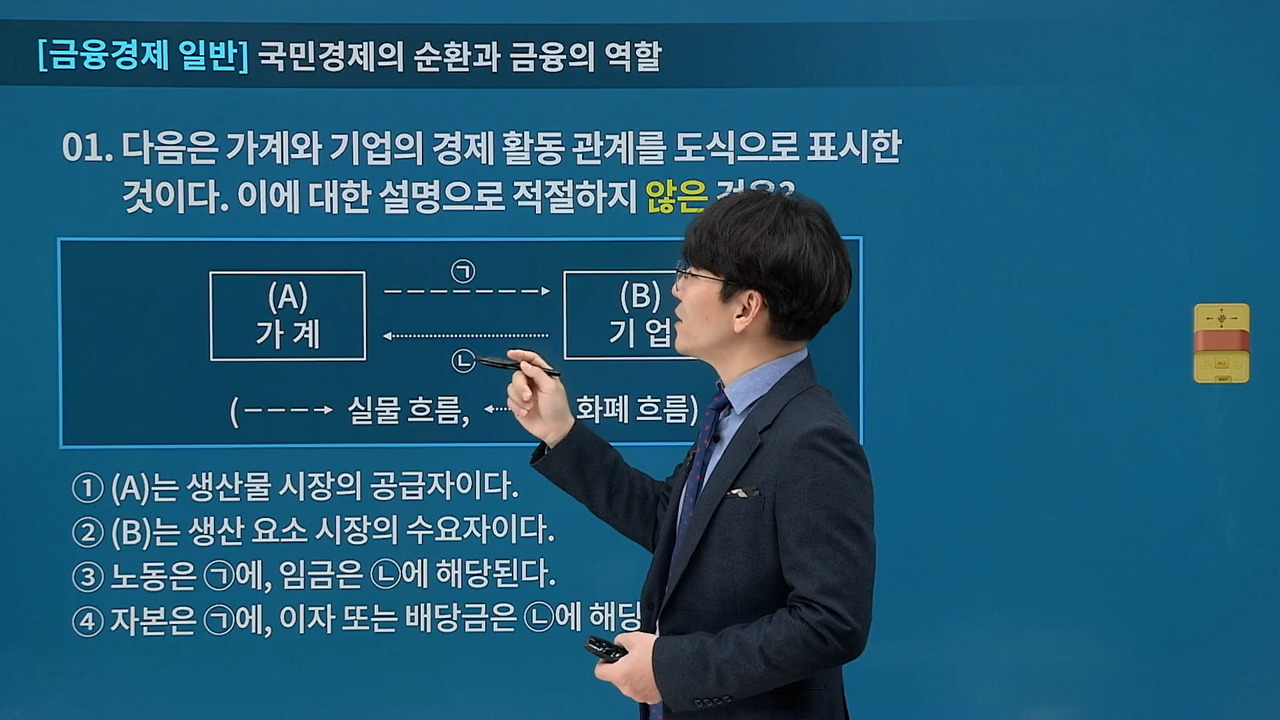 [금융경제 일반] 국민경제의 순환과 금융의 역할
01. 다음은 가계와 기업의 경제 활동 관계를 도식으로 표시한
것이다. 이에 대한 설명으로 적절하지 않은 것은?
㉠
(A)
가 계
(B)
기 업
㉡
( 실물 흐름, 화폐 흐름)
① (A)는 생산물 시장의 공급자이다.
② (B)는 생산 요소 시장의 수요자이다.
③ 노동은 ㉠에, 임금은 ㉡에 해당된다.
④ 자본은 ㉠에, 이자 또는 배당금은 ㉡에